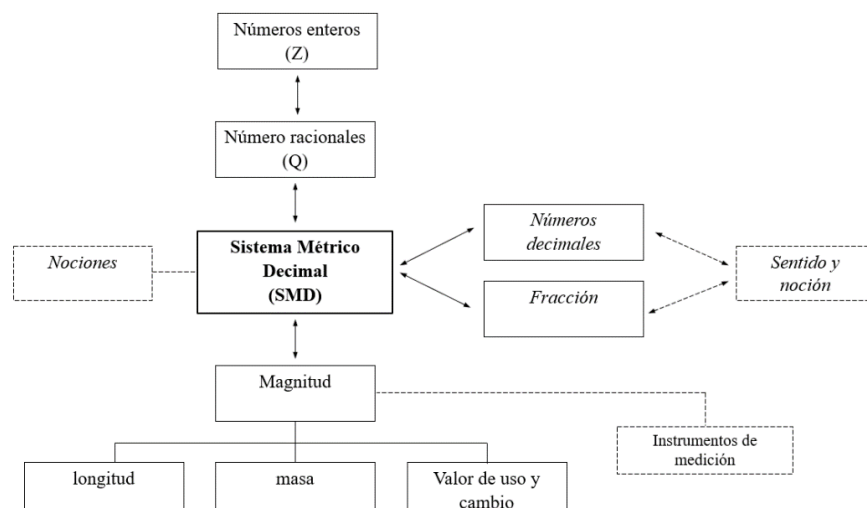 Números enteros
(Z)
Número racionales
(Q)
Nociones
Sistema Métrico
Decimal
(SMD)
Números
decimales
Fracción
Sentido y
noción
Magnitud
Instrumentos de
medición
longitud
masa
Valor de uso y
cambio